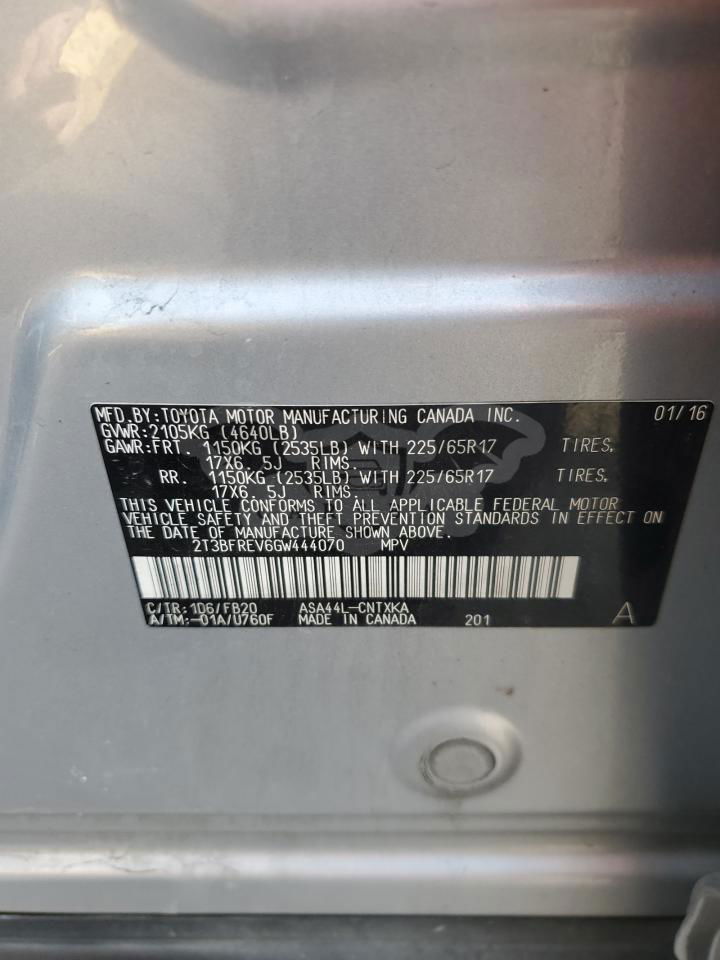 MFD.BY:TOYOTA MOTOR MANUFACTURING CANADA INC. 01/16
GVWR:2105KG (4640LB)
GAWR:FRT. 1150KG (2535LB) WITH 225/65R17 TIRES,
17X6. 5J RIMS.
RR. 1150KG (2535LB) WITH 225/65R17 TIRES,
17X6. 5J RIMS.
THIS VEHICLE CONFORMS TO ALL APPLICABLE FEDERAL MOTOR
VEHICLE SAFETY AND THEFT PREVENTION STANDARDS IN EFFECT ON
THE DATE OF MANUFACTURE SHOWN ABOVE.
2T3BFREV6GW444070 MPV
C/TR:1D6/FB20 ASA44L-CNTXKA
A/TM:-01A/U760F MADE IN CANADA 201 A